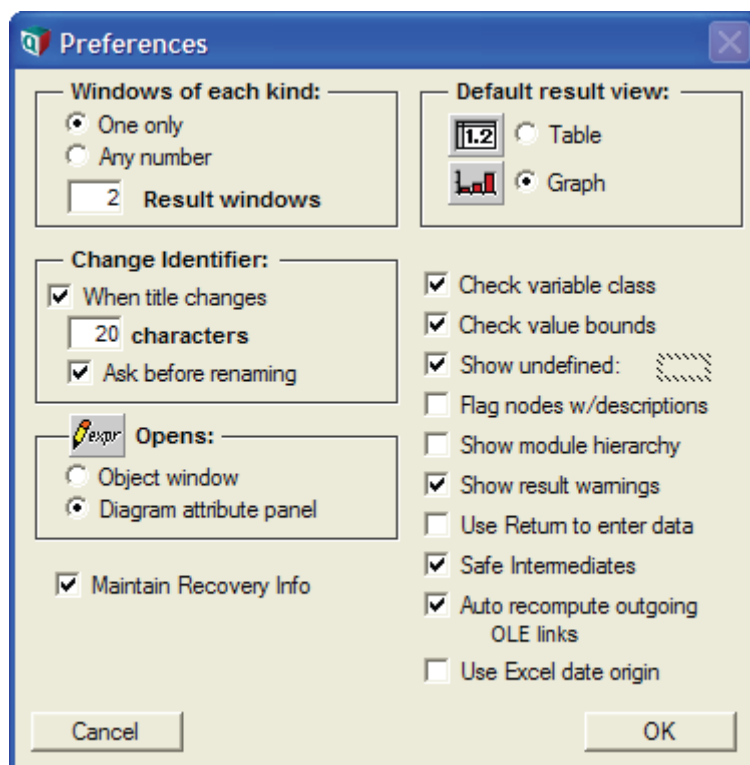 Preferences
Windows of each kind:
One only
Any number
2 Result windows
Default result view:
1.2 Table
Graph
Change Identifier:
When title changes
20 characters
Ask before renaming
expr Opens:
Object window
Diagram attribute panel
Maintain Recovery Info
Check variable class
Check value bounds
Show undefined:
Flag nodes w/descriptions
Show module hierarchy
Show result warnings
Use Return to enter data
Safe Intermediates
Auto recompute outgoing
OLE links
Use Excel date origin
Cancel
OK